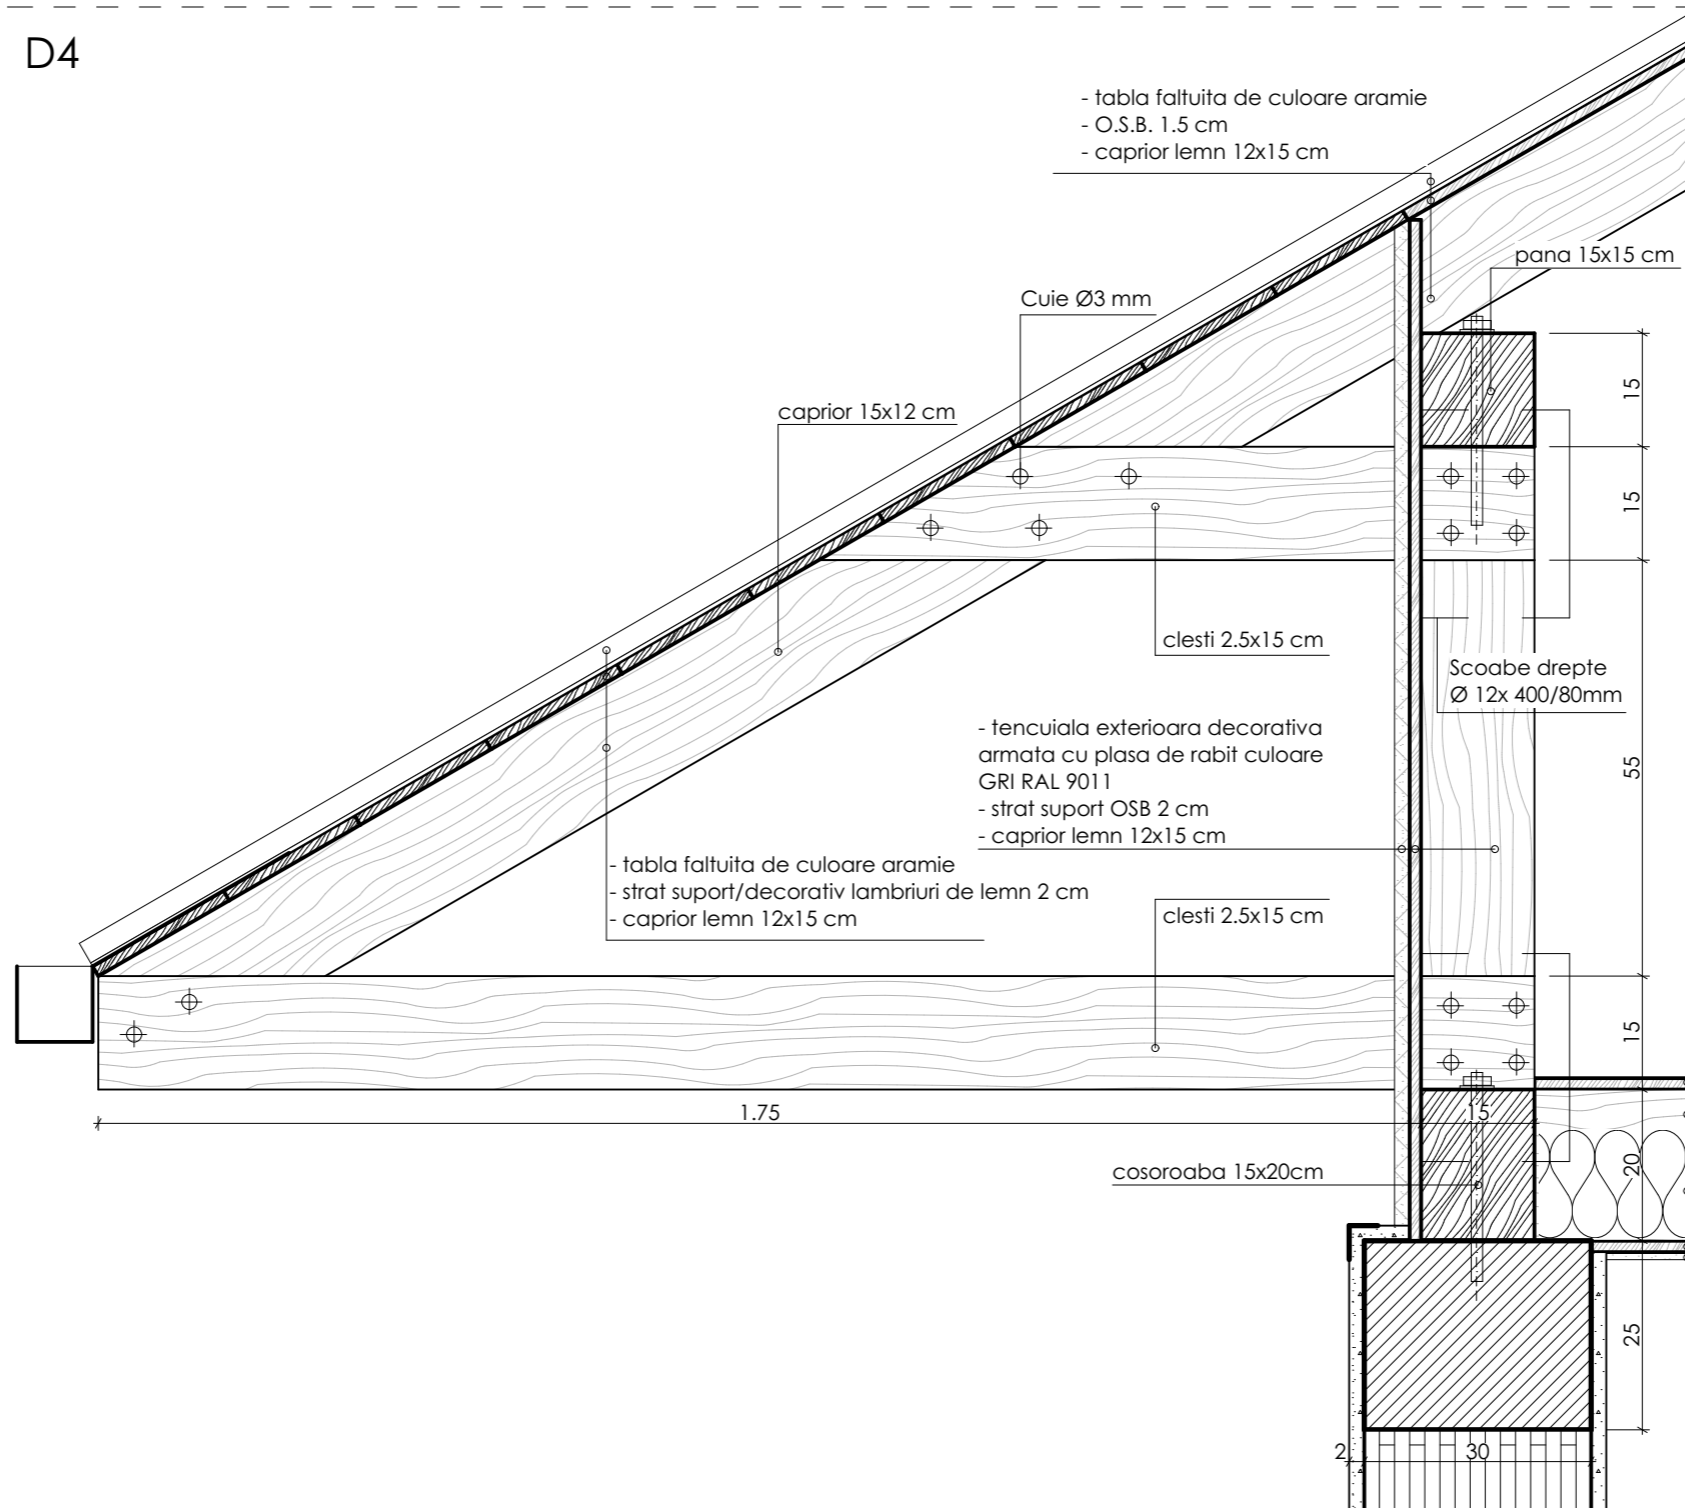 D4
- tabla faltuita de culoare aramie
- O.S.B. 1.5 cm
- caprior lemn 12x15 cm
pana 15x15 cm
Cuie Ø3 mm
15
caprior 15x12 cm
15
clesti 2.5x15 cm
Scoabe drepte
Ø 12x 400/80mm
- tencuiala exterioara decorativa
armata cu plasa de rabit culoare
GRI RAL 9011
- strat suport OSB 2 cm
- caprior lemn 12x15 cm
55
- tabla faltuita de culoare aramie
- strat suport/decorativ lambriuri de lemn 2 cm
- caprior lemn 12x15 cm
clesti 2.5x15 cm
15
1.75
15
cosoroaba 15x20cm
20
25
2
30